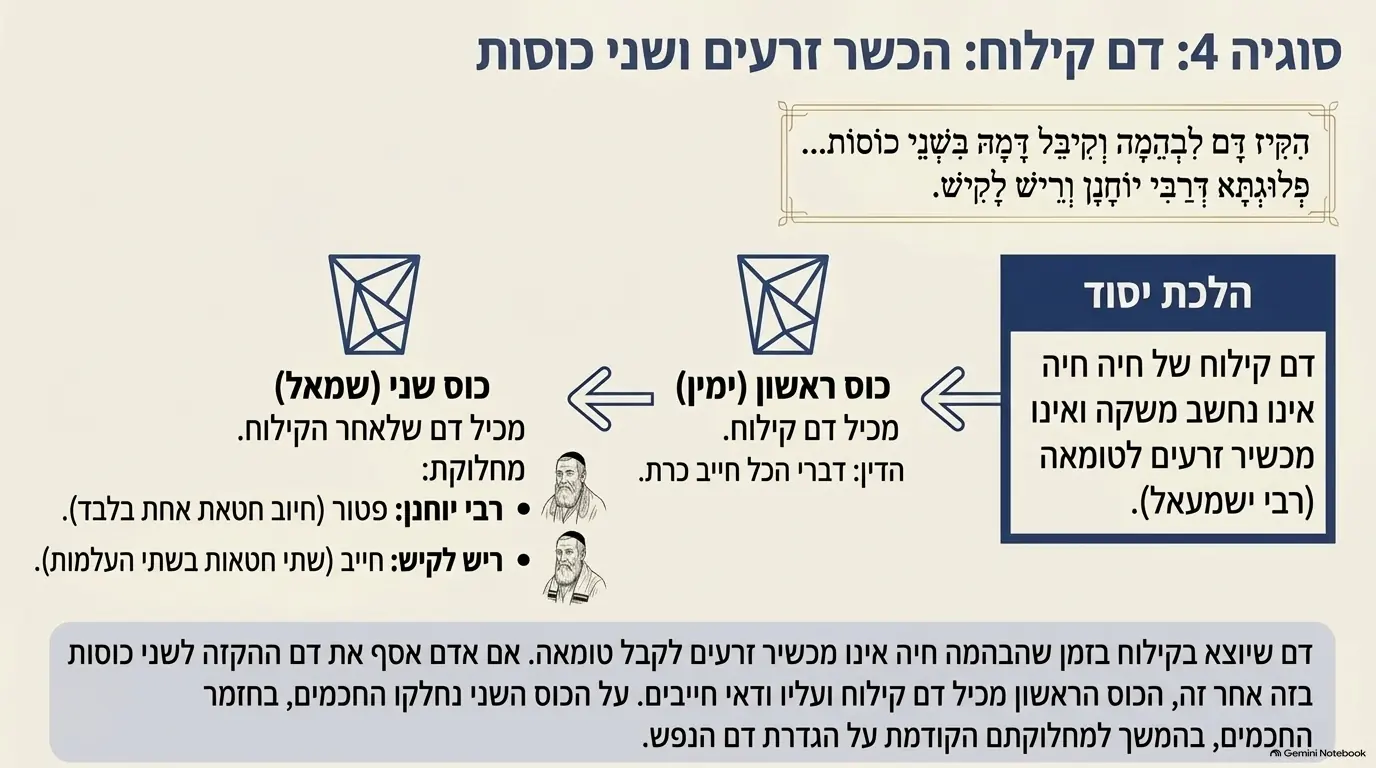 סוגיה 4: דם קילוח: הכשר זרעים ושני כוסות
הִקִּיז דָּם לִבְהֵמָה וְקִיבֵּל דָּמָהּ בִּשְׁנֵי כוֹסוֹת...
פְּלוּגְתָּא דְּרַבִּי יוֹחָנָן וְרֵישׁ לָקִישׁ.
הלכת יסוד
דם קילוח של חיה חיה
אינו נחשב משקה ואינו
מכשיר זרעים לטומאה
(רבי ישמעאל).
כוס ראשון (ימין)
מכיל דם קילוח.
הדין: דברי הכל חייב כרת.
כוס שני (שמאל)
מכיל דם שלאחר הקילוח.
מחלוקת:
• רבי יוחנן: פטור (חיוב חטאת אחת בלבד).
• ריש לקיש: חייב (שתי חטאות בשתי העלמות).
דם שיוצא בקילוח בזמן שהבהמה חיה אינו מכשיר זרעים לקבל טומאה. אם אדם אסף את דם ההקזה לשני כוסות
בזה אחר זה, הכוס הראשון מכיל דם קילוח ועליו ודאי חייבים. על הכוס השני נחלקו החכמים, בחזמר
החכמים, בהמשך למחלוקתם הקודמת על הגדרת דם הנפש.
Gemini Notebook